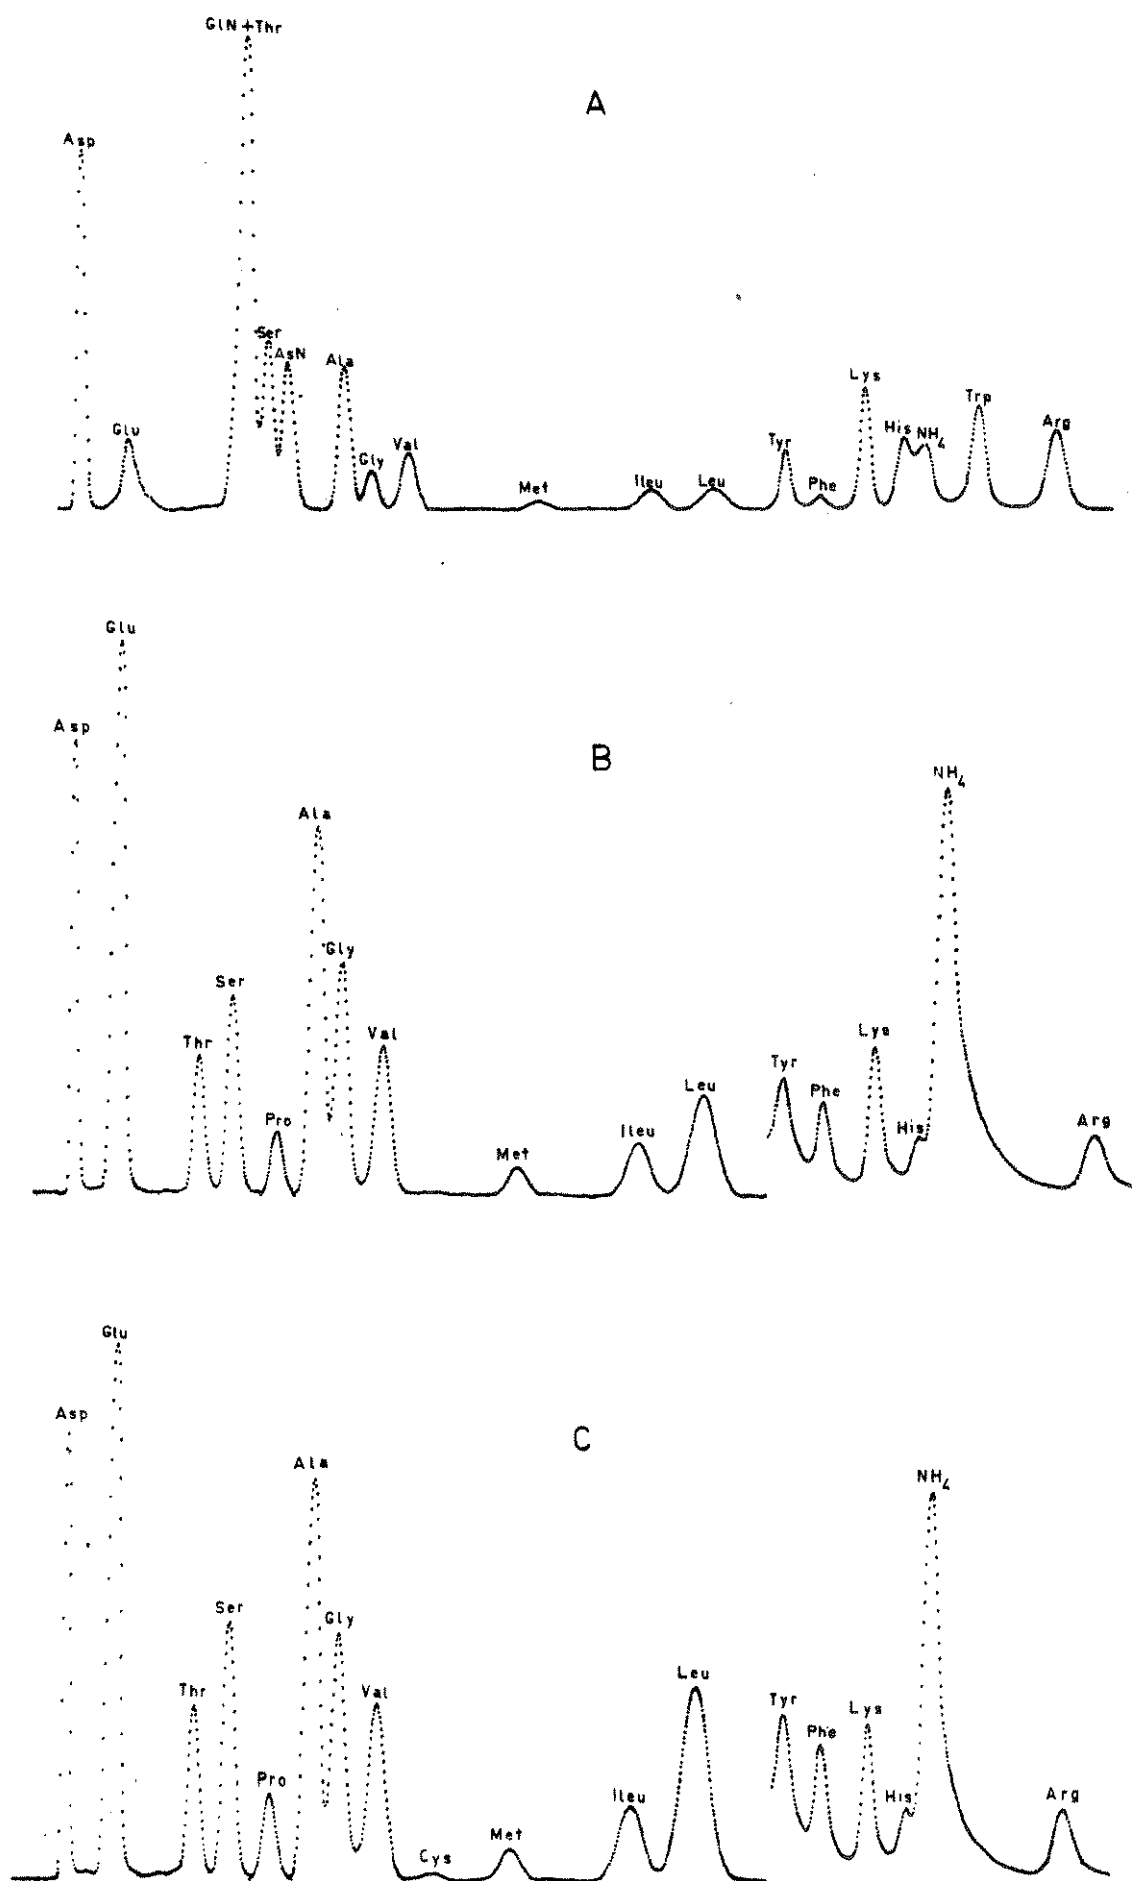 GlN+Thr
A
Asp
Ser
AsN
Ala
Lys
Trp
Glu
Gly
Val
Tyr
His
NH4
Arg
Met
Ileu
Leu
Phe
Glu
Asp
B
NH4
Ala
Gly
Ser
Thr
Val
Lys
Tyr
Leu
Phe
Pro
Ileu
His
Arg
Met
Glu
Asp
C
Ala
NH4
Ser
Gly
Leu
Thr
Val
Tyr
Lys
Phe
Pro
Ileu
His
Arg
Met
Cys